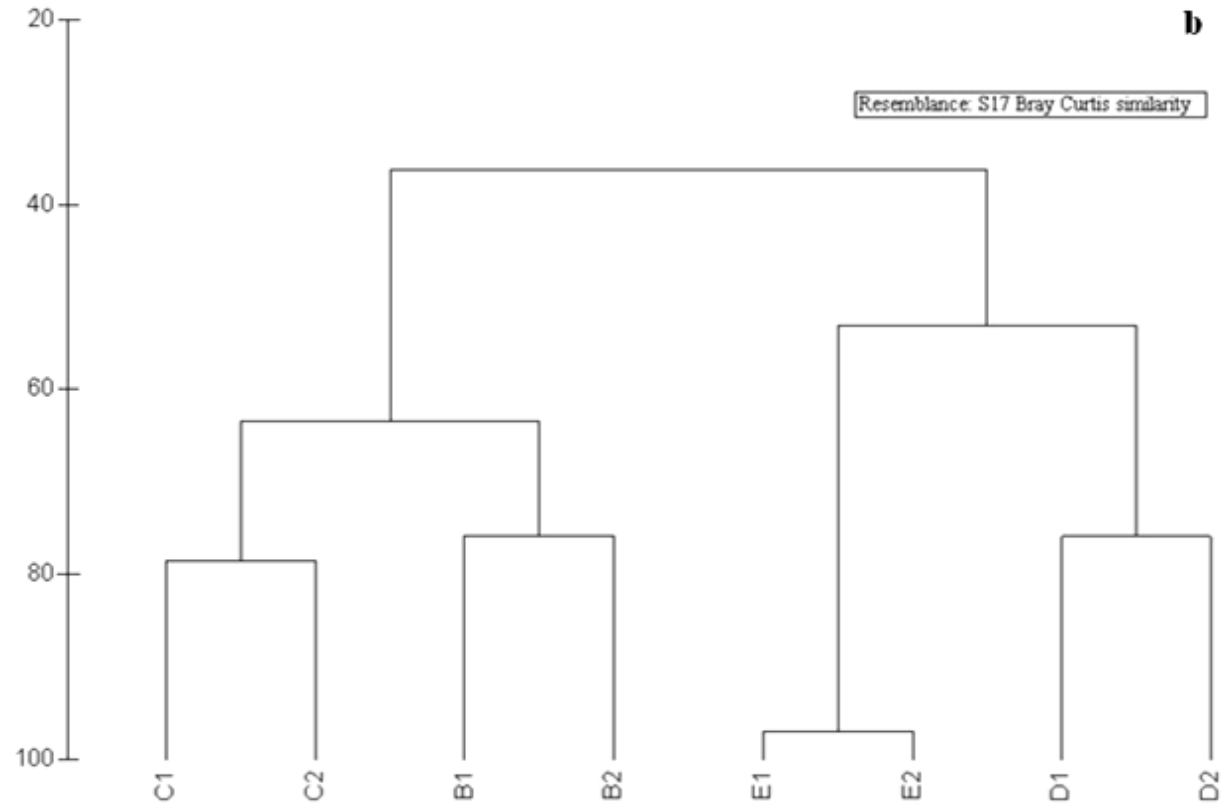 b
Resemblance: S17 Bray Curtis similarity
20
40
60
80
100
C1
C2
B1
B2
E1
E2
D1
D2